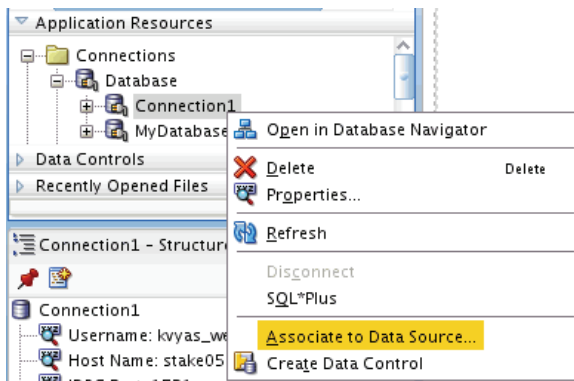 Application Resources
Connections
Database
Connection1
MyDatabase
Data Controls
Recently Opened Files
Open in Database Navigator
Delete Delete
Properties...
Refresh
Disconnect
SQL*Plus
Associate to Data Source...
Create Data Control
Connection1 - Structure
Connection1
Username: kvyas_we
Host Name: stake05